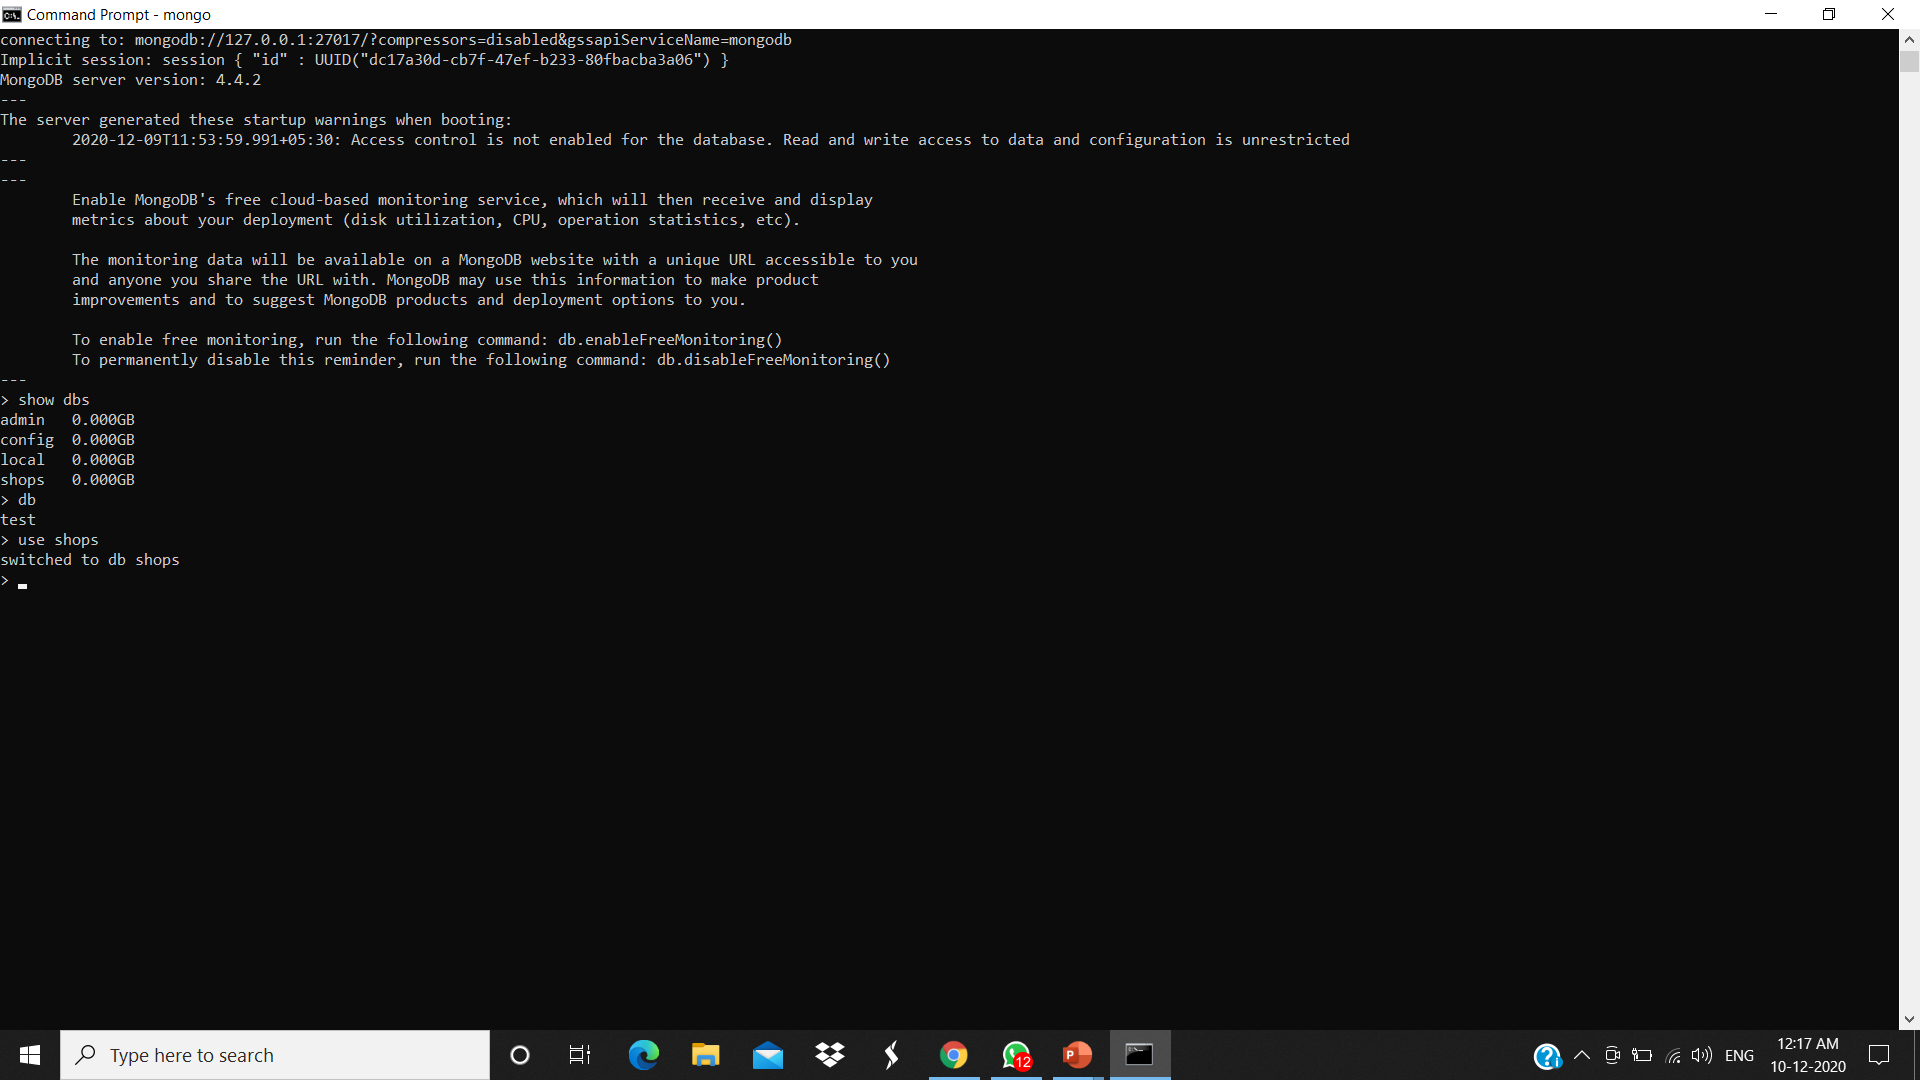 Command Prompt - mongo
connecting to: mongodb://127.0.0.1:27017/?compressors=disabled&gssapiServiceName=mongodb
Implicit session: session { "id" : UUID("dc17a30d-cb7f-47ef-b233-80fbacba3a06") }
MongoDB server version: 4.4.2
---
The server generated these startup warnings when booting:
        2020-12-09T11:53:59.991+05:30: Access control is not enabled for the database. Read and write access to data and configuration is unrestricted
---
---
        Enable MongoDB's free cloud-based monitoring service, which will then receive and display
        metrics about your deployment (disk utilization, CPU, operation statistics, etc).

        The monitoring data will be available on a MongoDB website with a unique URL accessible to you
        and anyone you share the URL with. MongoDB may use this information to make product
        improvements and to suggest MongoDB products and deployment options to you.

        To enable free monitoring, run the following command: db.enableFreeMonitoring()
        To permanently disable this reminder, run the following command: db.disableFreeMonitoring()
---
> show dbs
admin   0.000GB
config  0.000GB
local   0.000GB
shops   0.000GB
> db
test
> use shops
switched to db shops
>
Type here to search
12
ENG
12:17 AM
10-12-2020